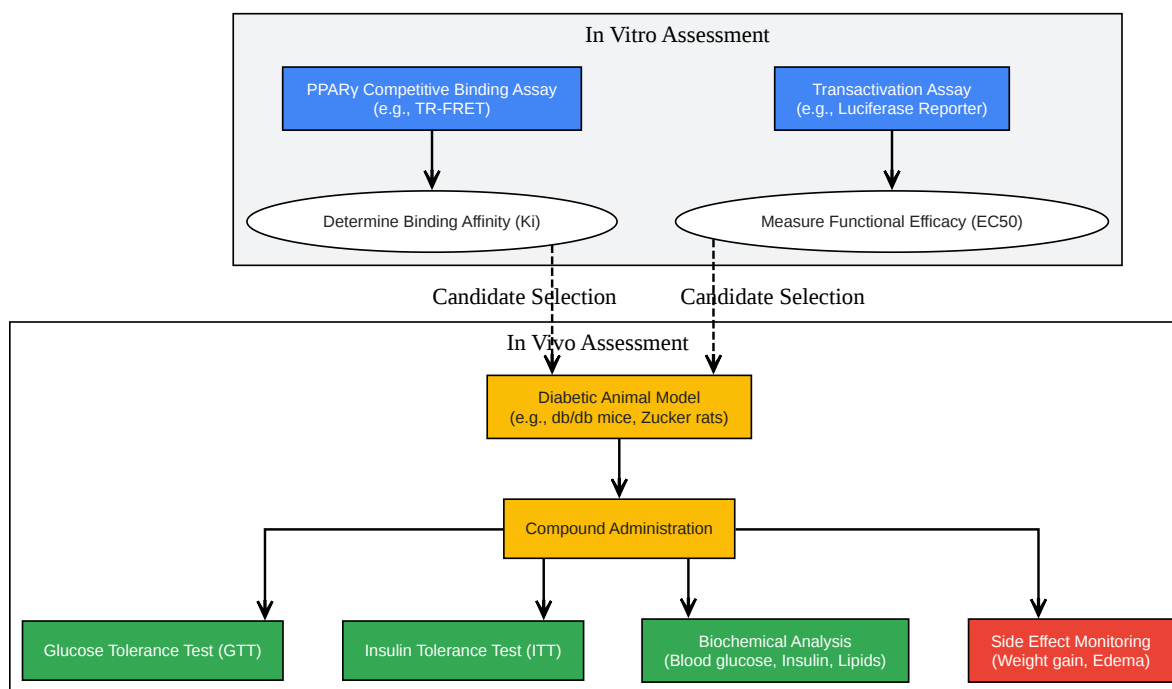 In Vitro Assessment
PPARγ Competitive Binding Assay
(e.g., TR-FRET)
Transactivation Assay
(e.g., Luciferase Reporter)
Determine Binding Affinity (Ki)
Measure Functional Efficacy (EC50)
Candidate Selection
Candidate Selection
In Vivo Assessment
Diabetic Animal Model
(e.g., db/db mice, Zucker rats)
Compound Administration
Glucose Tolerance Test (GTT)
Insulin Tolerance Test (ITT)
Biochemical Analysis
(Blood glucose, Insulin, Lipids)
Side Effect Monitoring
(Weight gain, Edema)